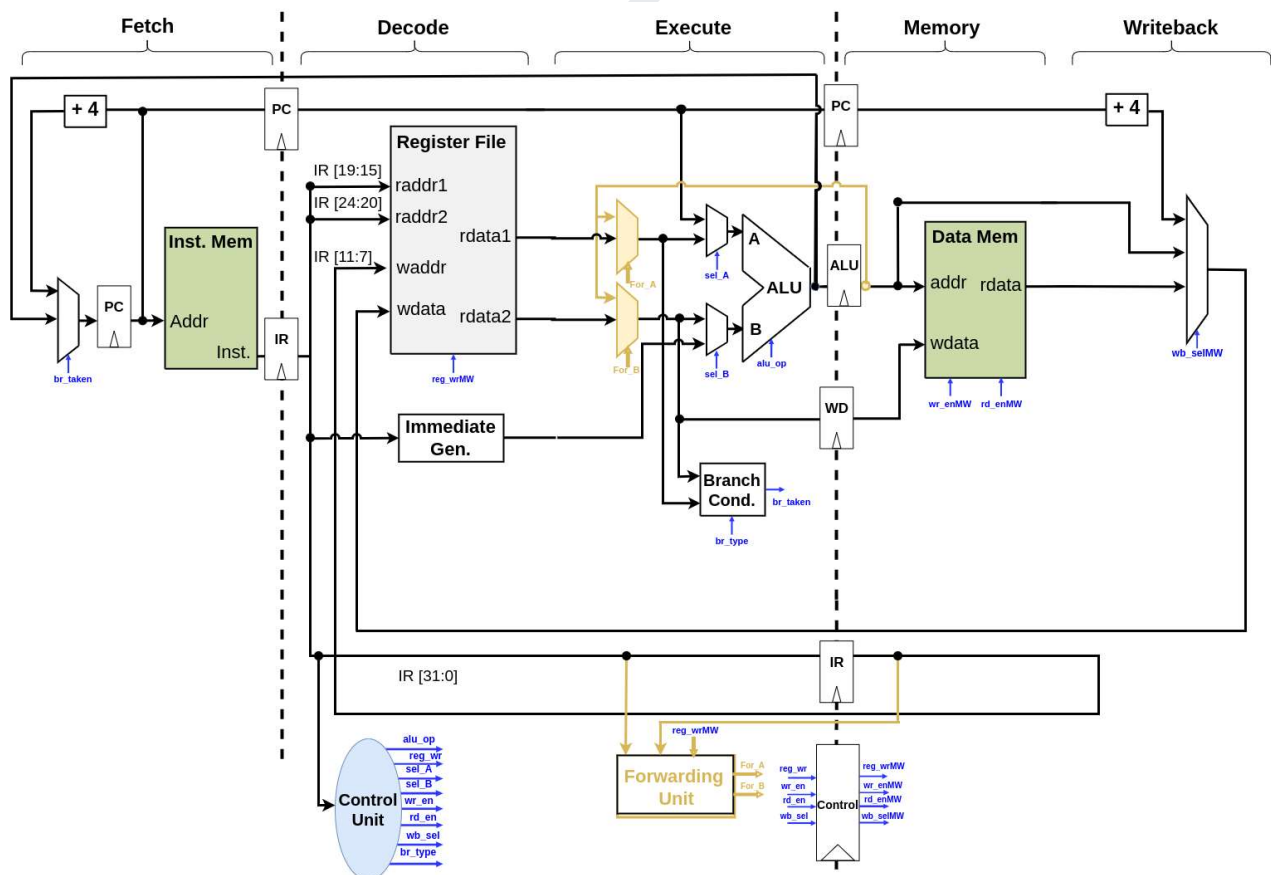 Fetch
Decode
Execute
Memory
Writeback
+ 4
PC
PC
+ 4
Register File
IR [19:15]
raddr1
IR [24:20]
raddr2
rdata1
IR [11:7]
waddr
wdata
rdata2
reg_wrMW
Inst. Mem
Addr
Inst.
PC
br_taken
IR
For_A
For_B
sel_A
sel_B
A
B
ALU
alu_op
ALU
Data Mem
addr
rdata
wdata
wr_enMW
rd_enMW
wb_selMW
WD
Immediate
Gen.
Branch
Cond.
br_taken
br_type
IR
IR [31:0]
Control
Unit
alu_op
reg_wr
sel_A
sel_B
wr_en
rd_en
wb_sel
br_type
reg_wrMW
Forwarding
Unit
For_A
For_B
reg_wr
wr_en
rd_en
wb_sel
Control
reg_wrMW
wr_enMW
rd_enMW
wb_selMW